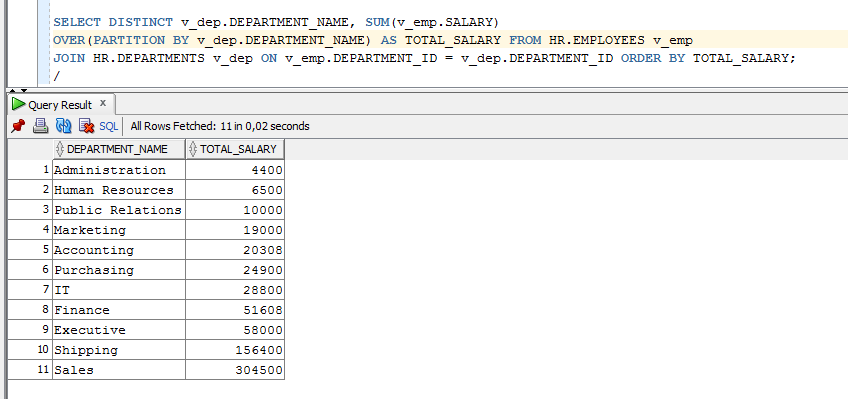 SELECT DISTINCT v_dep.DEPARTMENT_NAME, SUM(v_emp.SALARY)
OVER(PARTITION BY v_dep.DEPARTMENT_NAME) AS TOTAL_SALARY FROM HR.EMPLOYEES v_emp
JOIN HR.DEPARTMENTS v_dep ON v_emp.DEPARTMENT_ID = v_dep.DEPARTMENT_ID ORDER BY TOTAL_SALARY;
/
Query Result x
SQL All Rows Fetched: 11 in 0,02 seconds
DEPARTMENT_NAME TOTAL_SALARY
1 Administration 4400
2 Human Resources 6500
3 Public Relations 10000
4 Marketing 19000
5 Accounting 20308
6 Purchasing 24900
7 IT 28800
8 Finance 51608
9 Executive 58000
10 Shipping 156400
11 Sales 304500